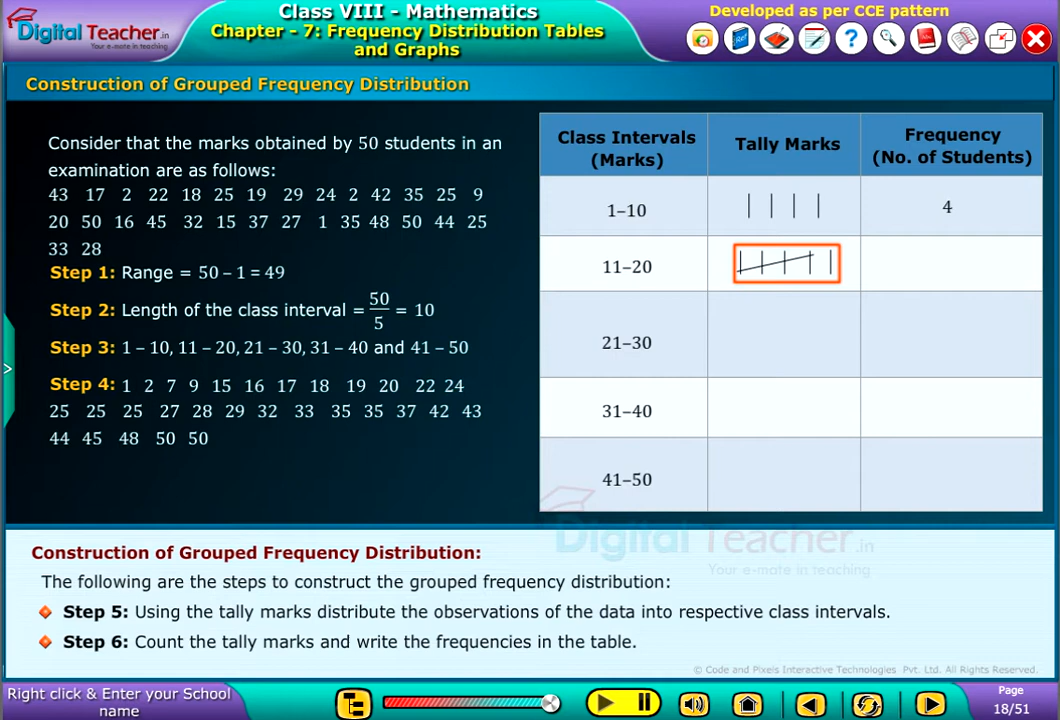 Digital Teacher.in
Your e-mate in teaching
Class VIII - Mathematics
Chapter - 7: Frequency Distribution Tables
and Graphs
Developed as per CCE pattern
Ref
?
Construction of Grouped Frequency Distribution
Consider that the marks obtained by 50 students in an
examination are as follows:
43 17 2 22 18 25 19 29 24 2 42 35 25 9
20 50 16 45 32 15 37 27 1 35 48 50 44 25
33 28
Step 1: Range = 50 – 1 = 49
Step 2: Length of the class interval = 50/5 = 10
Step 3: 1 – 10, 11 – 20, 21 – 30, 31 – 40 and 41 – 50
Step 4: 1 2 7 9 15 16 17 18 19 20 22 24
25 25 25 27 28 29 32 33 35 35 37 42 43
44 45 48 50 50
Class Intervals (Marks) Tally Marks Frequency (No. of Students)
1–10 | | | | 4
11–20
21–30
31–40
41–50
Digital Teacher.in
Your e-mate in teaching
Construction of Grouped Frequency Distribution:
The following are the steps to construct the grouped frequency distribution:
Step 5: Using the tally marks distribute the observations of the data into respective class intervals.
Step 6: Count the tally marks and write the frequencies in the table.
© Code and Pixels Interactive Technologies Pvt. Ltd. All Rights Reserved.
Right click & Enter your School
name
Page
18/51